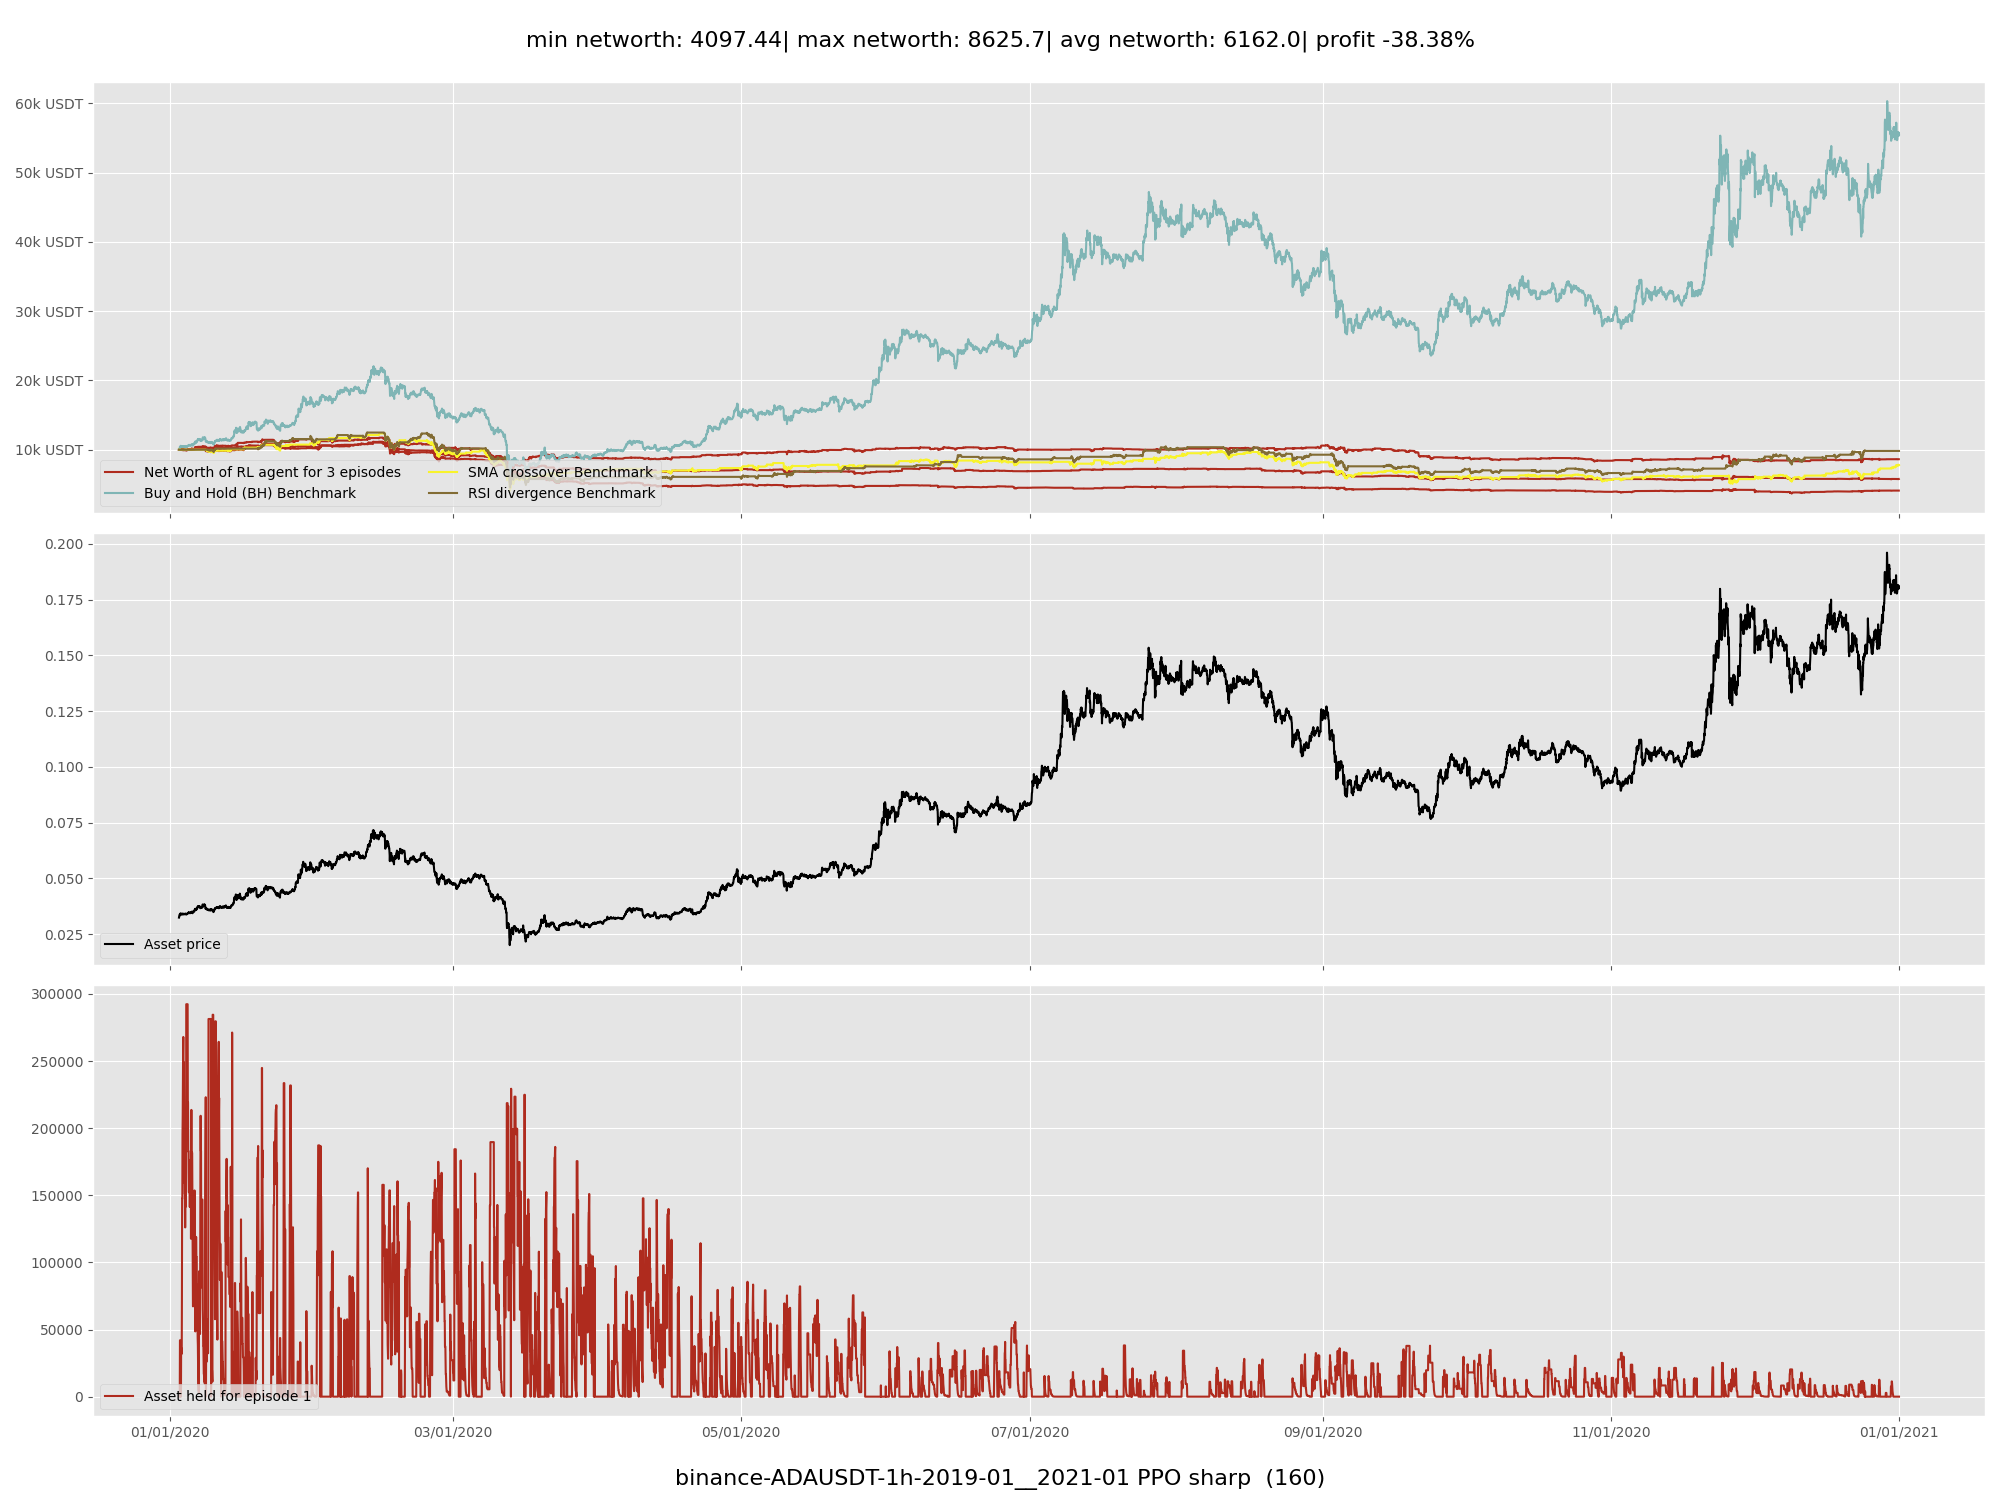 min networth: 4097.44| max networth: 8625.7| avg networth: 6162.0| profit -38.38%
60k USDT
50k USDT
40k USDT
30k USDT
20k USDT
10k USDT
Net Worth of RL agent for 3 episodes
Buy and Hold (BH) Benchmark
SMA crossover Benchmark
RSI divergence Benchmark
0.200
0.175
0.150
0.125
0.100
0.075
0.050
0.025
Asset price
300000
250000
200000
150000
100000
50000
0
Asset held for episode 1
01/01/2020 03/01/2020 05/01/2020 07/01/2020 09/01/2020 11/01/2020 01/01/2021
binance-ADAUSDT-1h-2019-01__2021-01 PPO sharp (160)